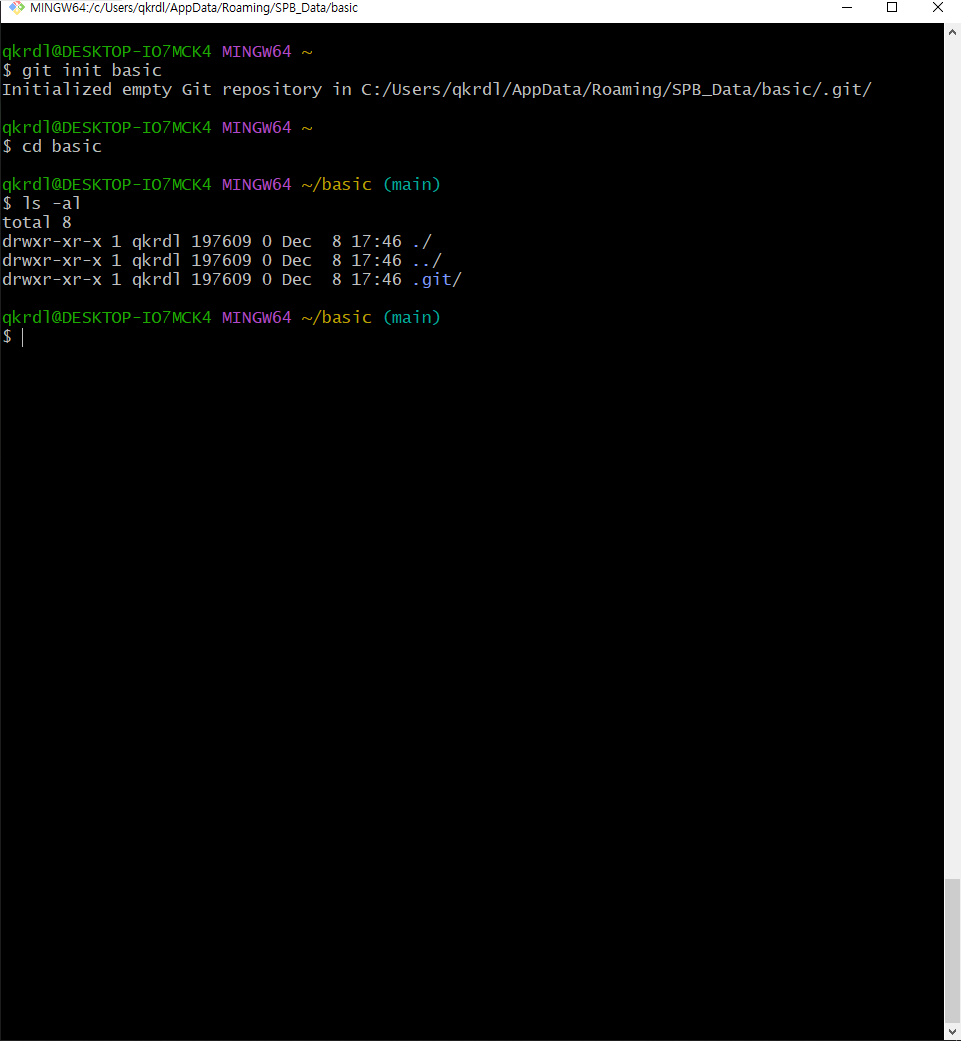 MINGW64:/c/Users/qkrdl/AppData/Roaming/SPB_Data/basic
qkrdl@DESKTOP-IO7MCK4 MINGW64 ~
$ git init basic
Initialized empty Git repository in C:/Users/qkrdl/AppData/Roaming/SPB_Data/basic/.git/
qkrdl@DESKTOP-IO7MCK4 MINGW64 ~
$ cd basic
qkrdl@DESKTOP-IO7MCK4 MINGW64 ~/basic (main)
$ ls -al
total 8
drwxr-xr-x 1 qkrdl 197609 0 Dec  8 17:46 ./
drwxr-xr-x 1 qkrdl 197609 0 Dec  8 17:46 ../
drwxr-xr-x 1 qkrdl 197609 0 Dec  8 17:46 .git/
qkrdl@DESKTOP-IO7MCK4 MINGW64 ~/basic (main)
$